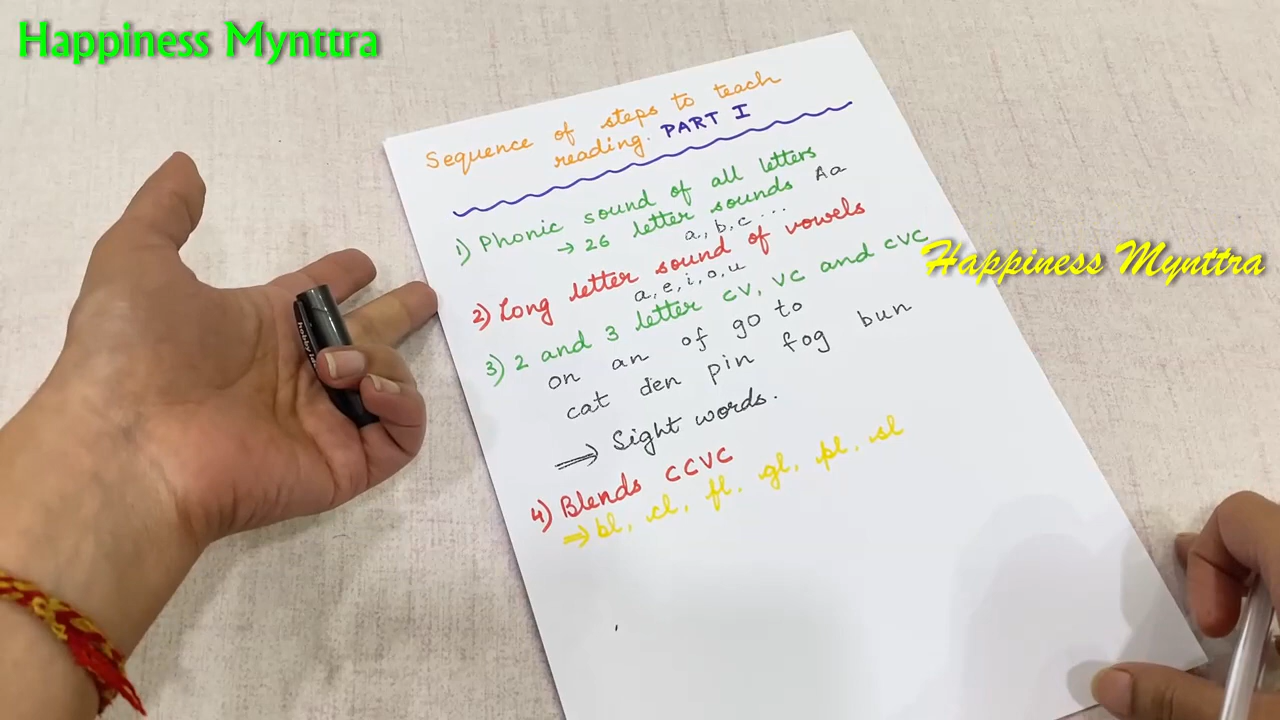 Happiness Mynttra
Sequence of steps to teach
reading. PART I
1) Phonic sound of all letters
→ 26 letter sounds Aa
a, b, c ...
2) Long letter sound of vowels
a, e, i, o, u
3) 2 and 3 letter CV, VC and CVC
on an of go to
cat den pin fog bun
⇒ Sight words.
4) Blends CCVC
⇒ bl, cl, fl, gl, pl, sl
Happiness Mynttra